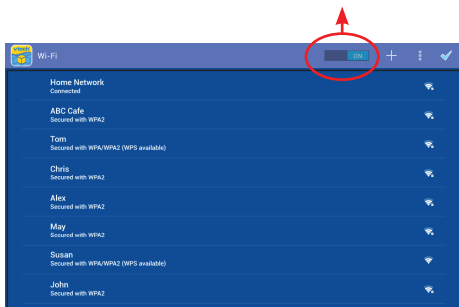 vtech
Wi-Fi
ON
Home Network
Connected
ABC Cafe
Secured with WPA2
Tom
Secured with WPA/WPA2 (WPS available)
Chris
Secured with WPA2
Alex
Secured with WPA2
May
Secured with WPA2
Susan
Secured with WPA/WPA2 (WPS available)
John
Secured with WPA2